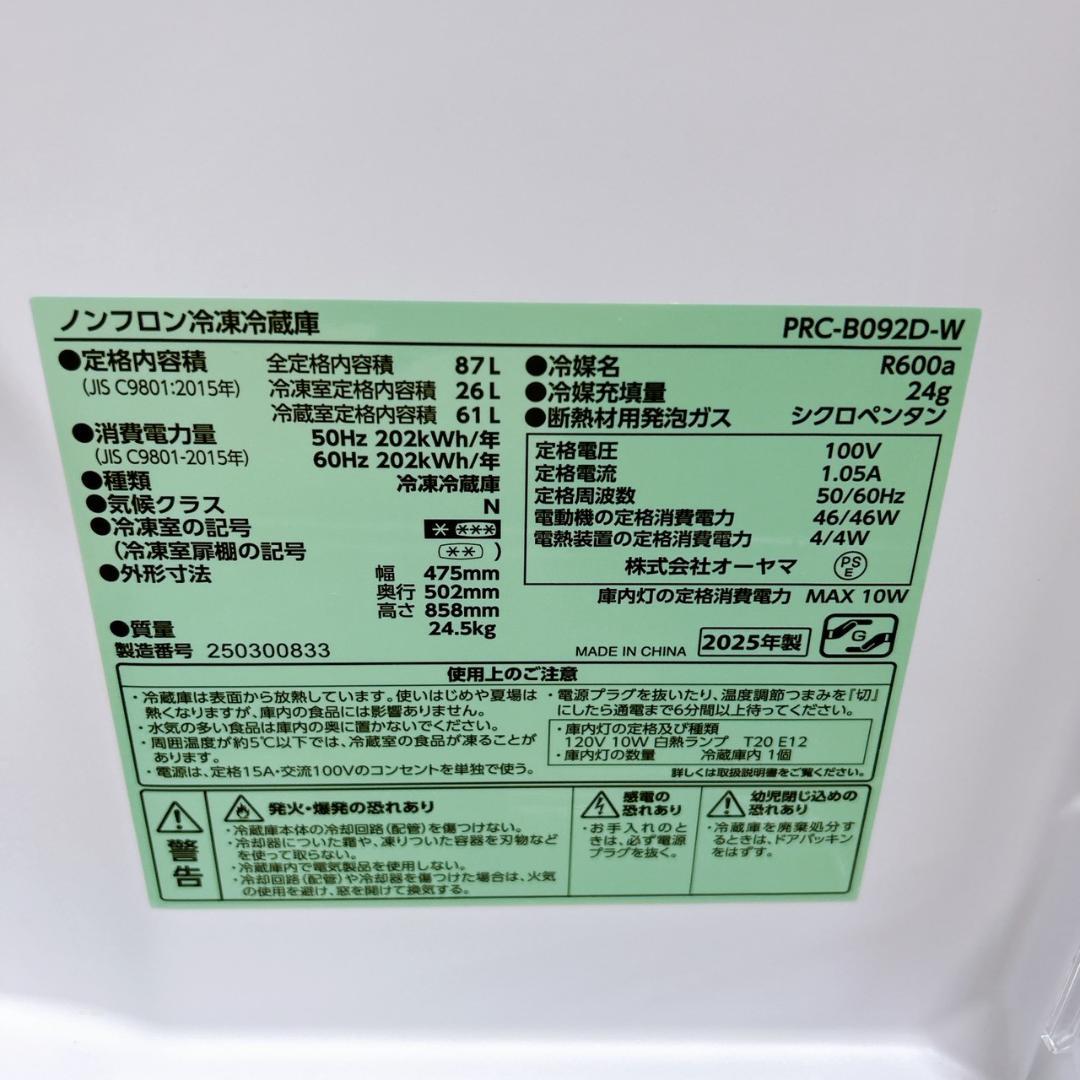 ノンフロン冷凍冷蔵庫 PRC-B092D-W
●定格内容積 全定格内容積 87L
(JIS C9801:2015年) 冷凍室定格内容積 26L
冷蔵室定格内容積 61L
●消費電力量 50Hz 202kWh/年
(JIS C9801-2015年) 60Hz 202kWh/年
●種類 冷凍冷蔵庫
●気候クラス N
●冷凍室の記号
(冷凍室扉棚の記号 )
●外形寸法 幅 475mm
奥行 502mm
高さ 858mm
●質量 24.5kg
製造番号 250300833
●冷媒名 R600a
●冷媒充填量 24g
●断熱材用発泡ガス シクロペンタン
定格電圧 100V
定格電流 1.05A
定格周波数 50/60Hz
電動機の定格消費電力 46/46W
電熱装置の定格消費電力 4/4W
株式会社オーヤマ PSE
庫内灯の定格消費電力 MAX 10W
MADE IN CHINA 2025年製 G
使用上のご注意
・冷蔵庫は表面から放熱しています。使いはじめや夏場は
熱くなりますが、庫内の食品には影響ありません。
・水気の多い食品は庫内の奥に置かないでください。
・周囲温度が約5℃以下では、冷蔵室の食品が凍ることが
あります。
・電源は、定格15A・交流100Vのコンセントを単独で使う。
・電源プラグを抜いたり、温度調節つまみを『切』
にしたら通電まで6分間以上待ってください。
・庫内灯の定格及び種類
120V 10W 白熱ランプ T20 E12
・庫内灯の数量 冷蔵庫内 1個
詳しくは取扱説明書をご覧ください。
警告
発火・爆発の恐れあり
・冷蔵庫本体の冷却回路（配管）を傷つけない。
・冷却器についた霜や、凍りついた容器を刃物など
を使って取らない。
・冷蔵庫内で電気製品を使用しない。
・冷却回路（配管）や冷却器を傷つけた場合は、火気
の使用を避け、窓を開けて換気する。
感電の
恐れあり
・お手入れのと
きは、必ず電源
プラグを抜く。
幼児閉じ込めの
恐れあり
・冷蔵庫を廃棄処分す
るときは、ドアパッキン
をはずす。